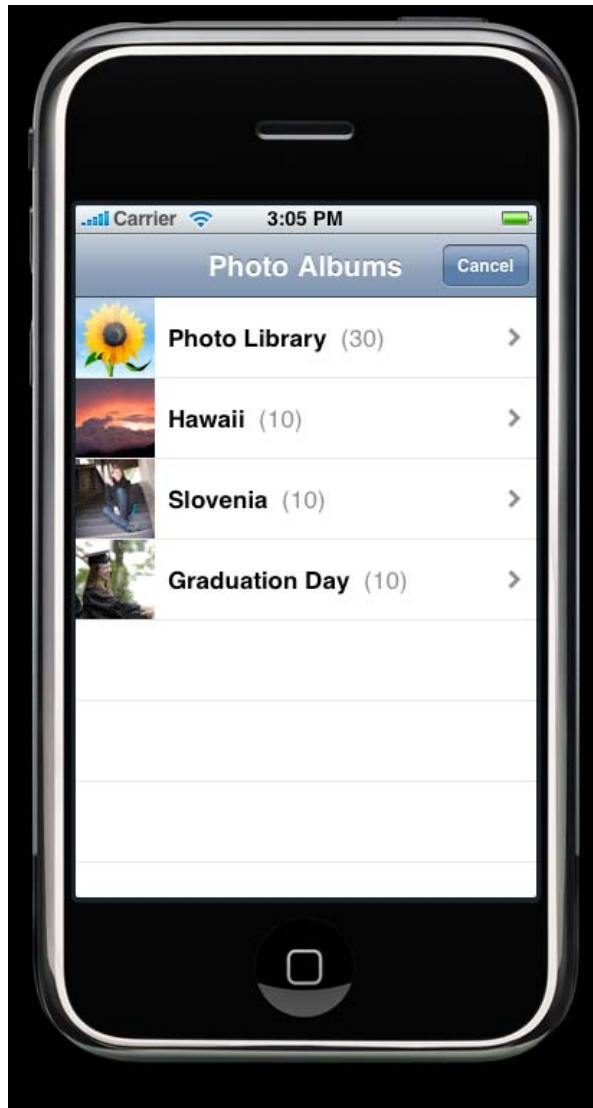 Carrier 3:05 PM
Photo Albums Cancel
Photo Library (30)
Hawaii (10)
Slovenia (10)
Graduation Day (10)